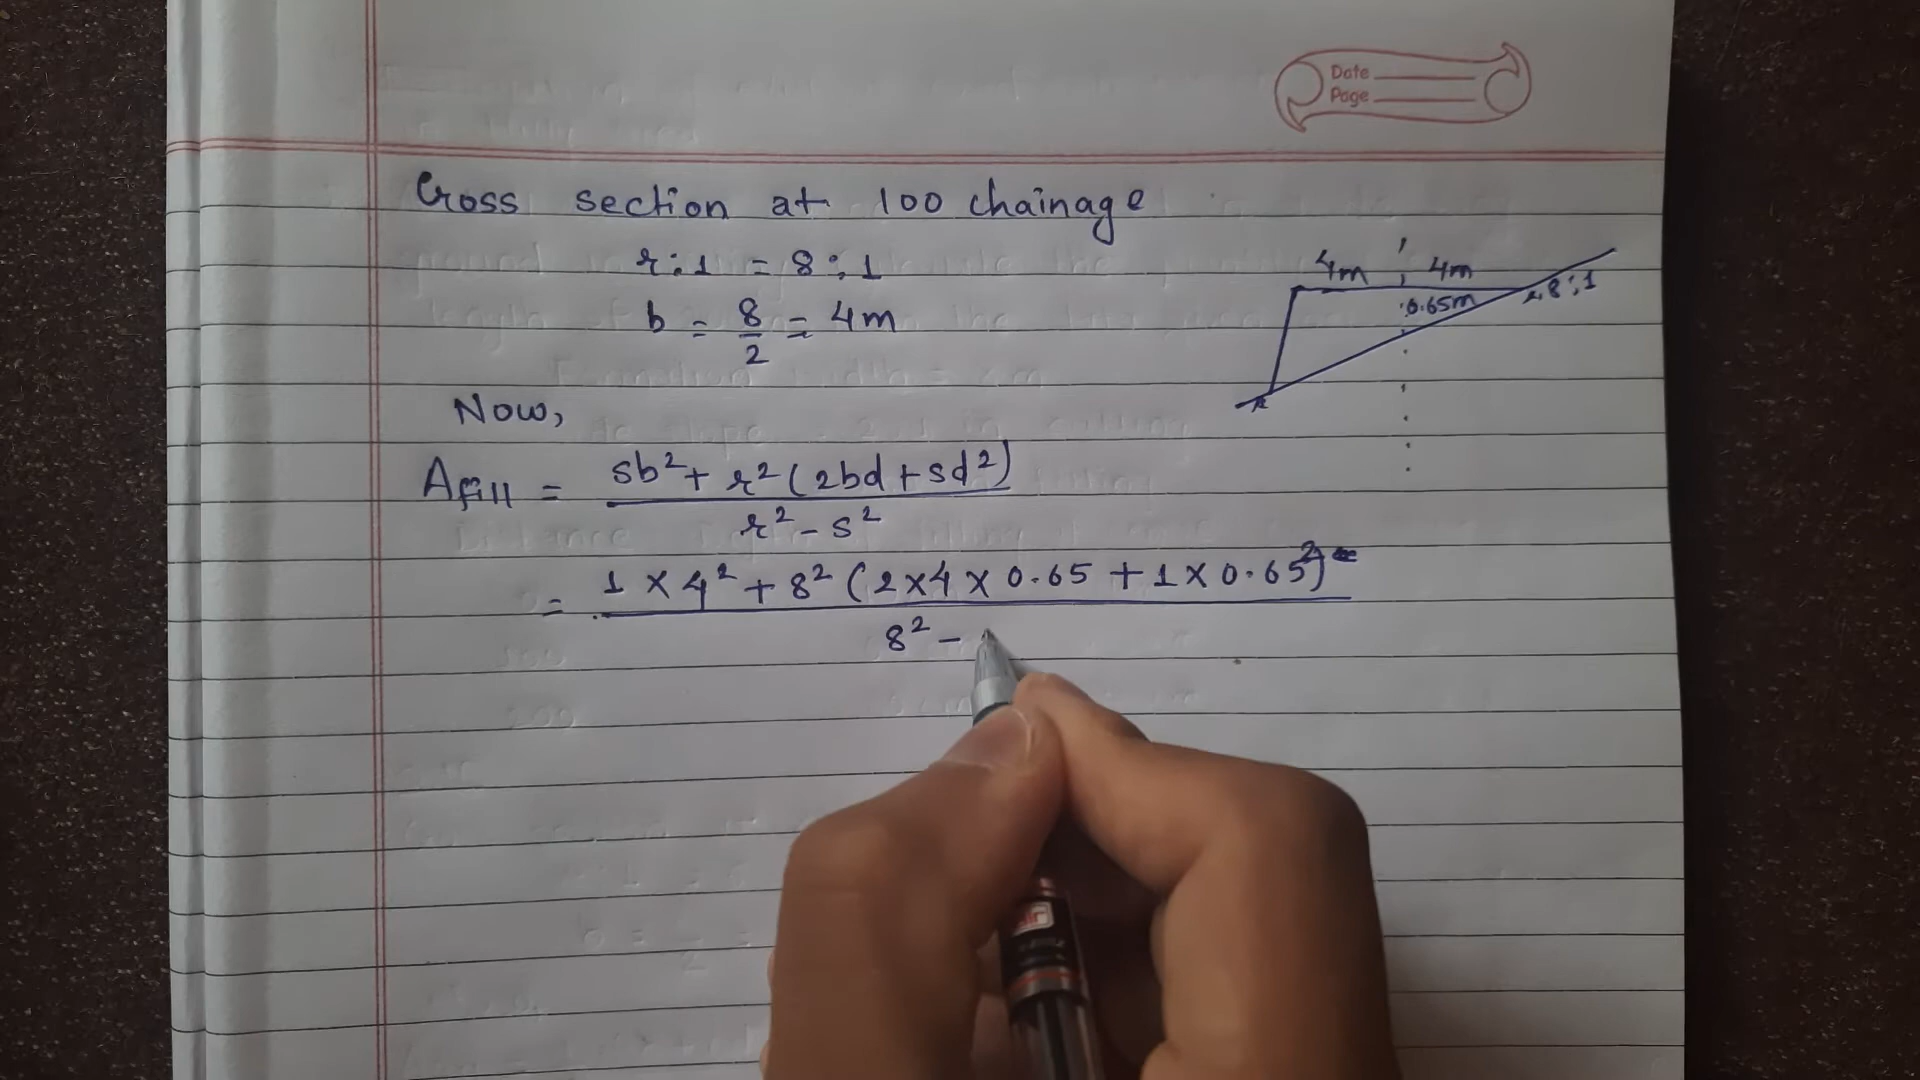 Date
Page
Cross section at 100 chainage
r:1 = 8:1
4m 4m
b = 8/2 = 4m
0.65m 8:1
Now,
Afill = sb²+ r²(2bd+sd²)
r²-s²
= 1×4²+8²(2×4×0.65+1×0.65²)
8²-